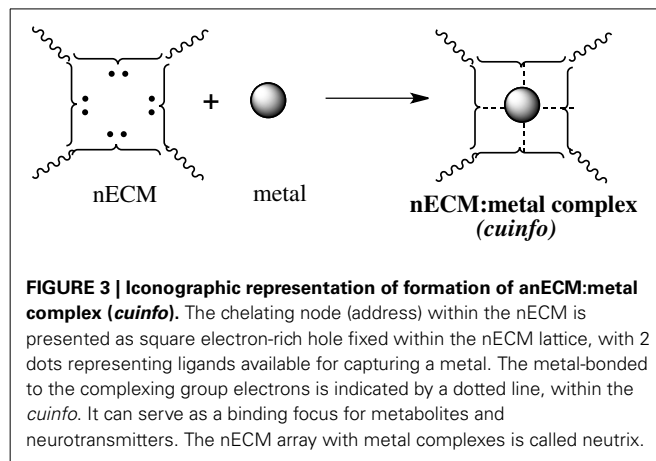 +
nECM
metal
nECM:metal complex
(cuinfo)
FIGURE 3 | Iconographic representation of formation of anECM:metal
complex (cuinfo). The chelating node (address) within the nECM is
presented as square electron-rich hole fixed within the nECM lattice, with 2
dots representing ligands available for capturing a metal. The metal-bonded
to the complexing group electrons is indicated by a dotted line, within the
cuinfo. It can serve as a binding focus for metabolites and
neurotransmitters. The nECM array with metal complexes is called neutrix.